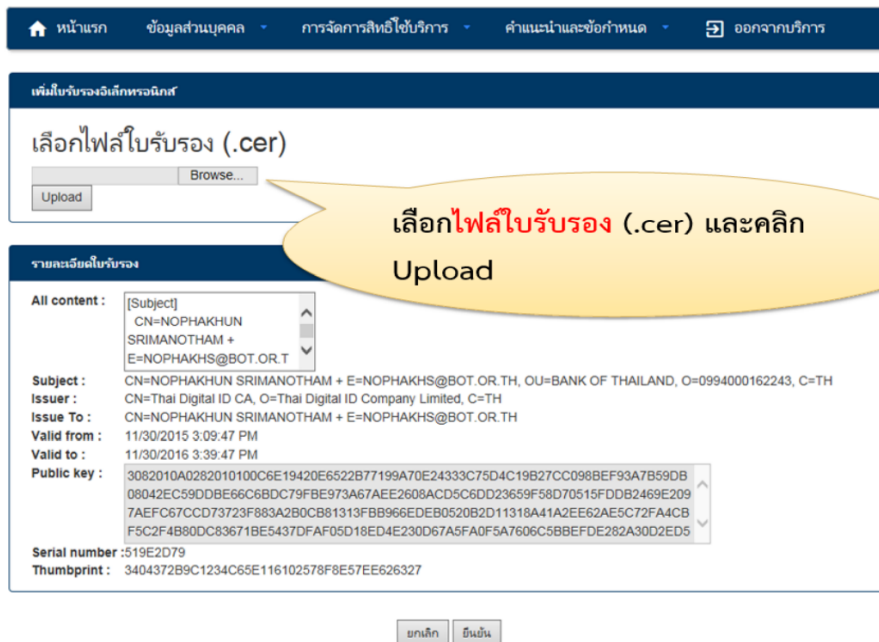 หน้าแรก ข้อมูลส่วนบุคคล การจัดการสิทธิ์ใช้บริการ คำแนะนำและข้อกำหนด ออกจากบริการ
เพิ่มใบรับรองอิเล็กทรอนิกส์
เลือกไฟล์ใบรับรอง (.cer)
Browse...
Upload
เลือกไฟล์ใบรับรอง (.cer) และคลิก
Upload
รายละเอียดใบรับรอง
All content : [Subject]
CN=NOPHAKHUN
SRIMANOTHAM +
E=NOPHAKHS@BOT.OR.T
Subject : CN=NOPHAKHUN SRIMANOTHAM + E=NOPHAKHS@BOT.OR.TH, OU=BANK OF THAILAND, O=0994000162243, C=TH
Issuer : CN=Thai Digital ID CA, O=Thai Digital ID Company Limited, C=TH
Issue To : CN=NOPHAKHUN SRIMANOTHAM + E=NOPHAKHS@BOT.OR.TH
Valid from : 11/30/2015 3:09:47 PM
Valid to : 11/30/2016 3:39:47 PM
Public key : 3082010A0282010100C6E19420E6522B77199A70E24333C75D4C19B27CC098BEF93A7B59DB
08042EC59DDBE66C6BDC79FBE973A67AEE2608ACD5C6DD23659F58D70515FDDB2469E209
7AEFC67CCD73723F883A2B0CB81313FBB966EDEB0520B2D11318A41A2EE62AE5C72FA4CB
F5C2F4B80DC83671BE5437DFAF05D18ED4E230D67A5FA0F5A7606C5BBEFDE282A30D2ED5
Serial number :519E2D79
Thumbprint : 3404372B9C1234C65E116102578F8E57EE626327
ยกเลิก ยืนยัน